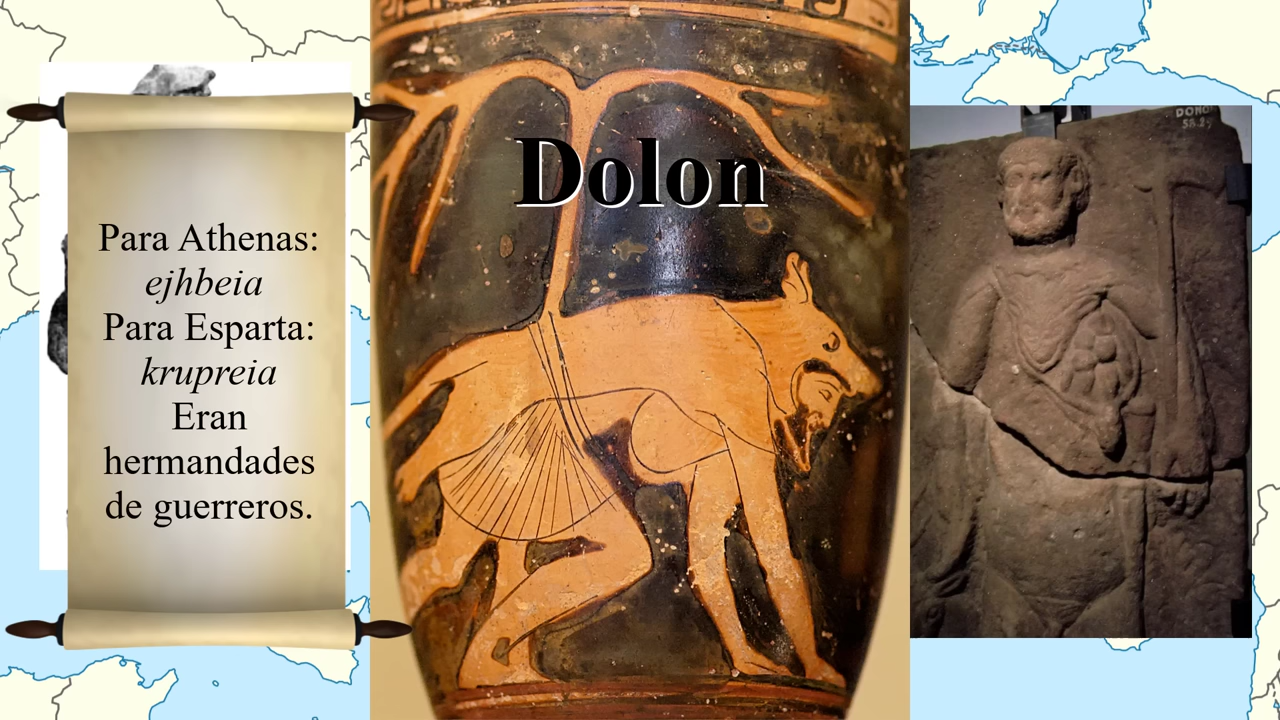 Para Athenas:
ejhbeia
Para Esparta:
krupreia
Eran
hermandades
de guerreros.
Dolon